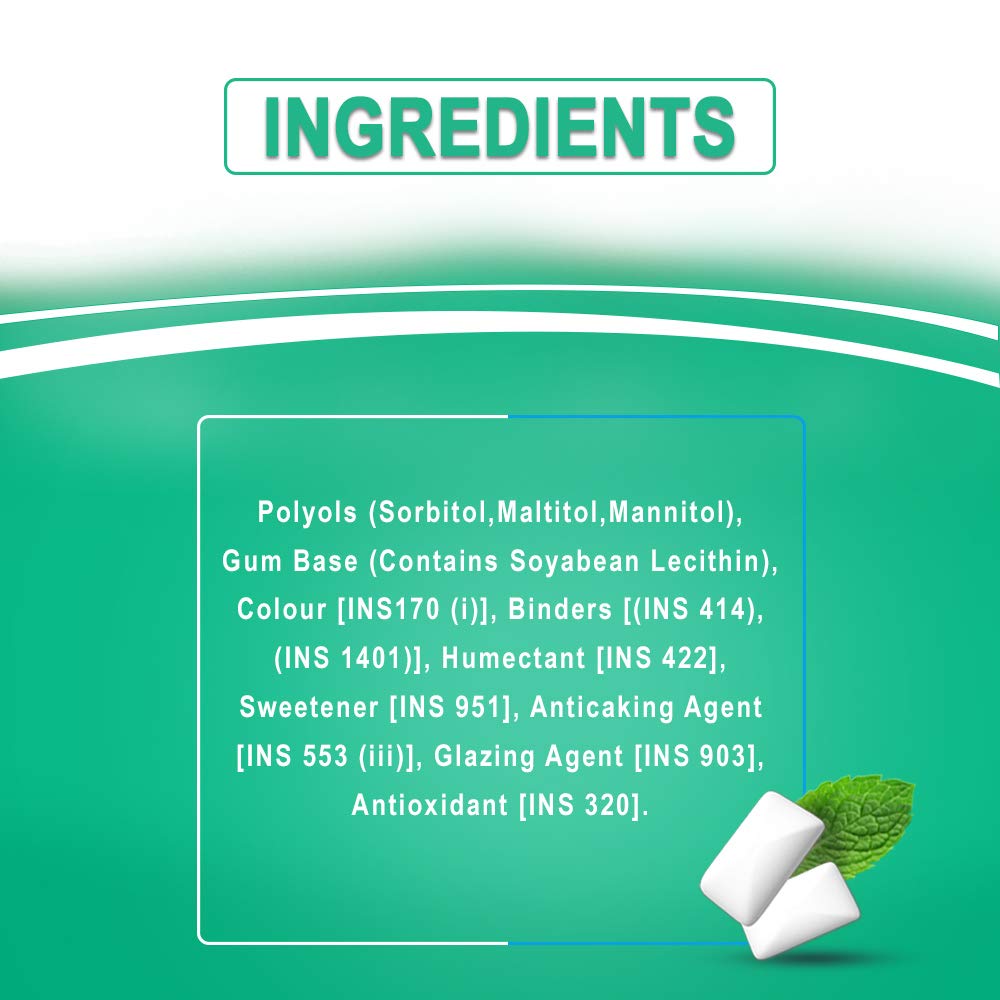 INGREDIENTS
Polyols (Sorbitol,Maltitol,Mannitol),
Gum Base (Contains Soyabean Lecithin),
Colour [INS170 (i)], Binders [(INS 414),
(INS 1401)], Humectant [INS 422],
Sweetener [INS 951], Anticaking Agent
[INS 553 (iii)], Glazing Agent [INS 903],
Antioxidant [INS 320].